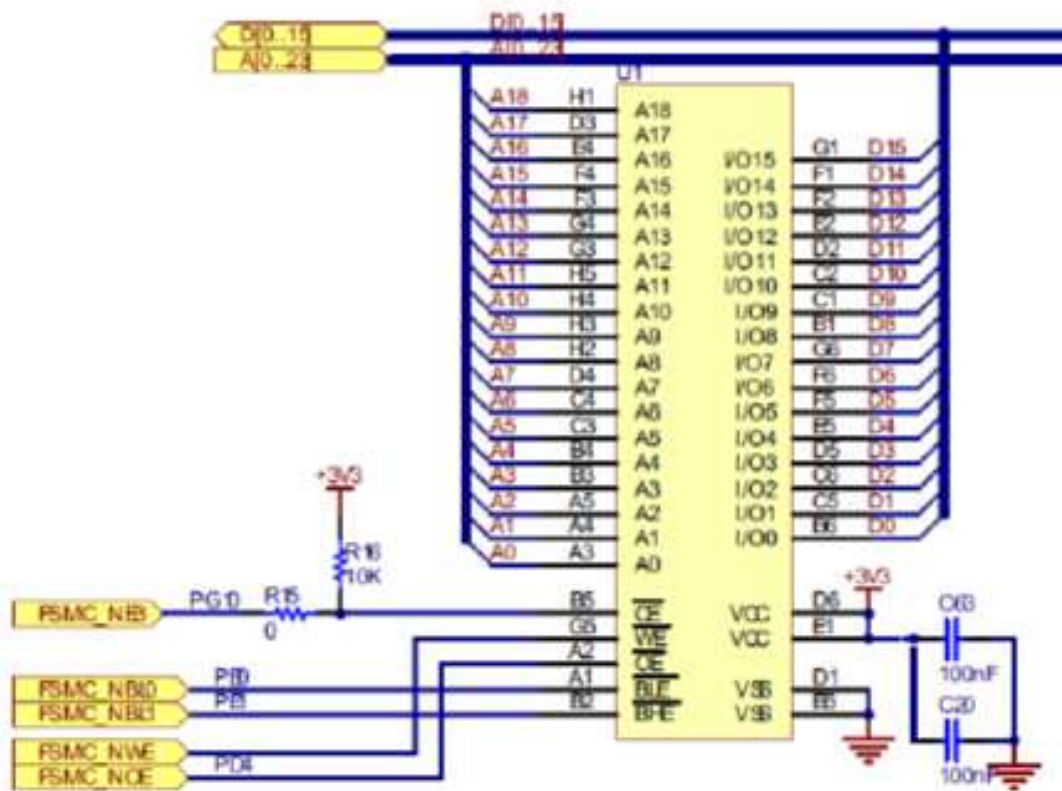 D[0..15] D[0..15]
A[0..23] A[0..23]
U1
A18 H1 A18
A17 D3 A17
A16 E4 A16 I/O15 G1 D15
A15 F4 A15 I/O14 F1 D14
A14 F3 A14 I/O13 F2 D13
A13 G4 A13 I/O12 E2 D12
A12 G3 A12 I/O11 D2 D11
A11 H5 A11 I/O10 C2 D10
A10 H4 A10 I/O9 C1 D9
A9 H3 A9 I/O8 B1 D8
A8 H2 A8 I/O7 G6 D7
A7 D4 A7 I/O6 F6 D6
A6 C4 A6 I/O5 F5 D5
A5 C3 A5 I/O4 E5 D4
A4 B4 A4 I/O3 D5 D3
A3 B3 A3 I/O2 C6 D2
A2 A5 A2 I/O1 C5 D1
A1 A4 A1 I/O0 B6 D0
A0 A3 A0
+3V3
R16
10K
+3V3
FSMC_NE3 PG10 R15 B5 CE VCC D6
0
G5 WE VCC E1 C63
100nF
A2 OE
FSMC_NBL0 PE0 A1 BLE VSS D1
FSMC_NBL1 PE1 B2 BHE VSS
C20
100nF
FSMC_NWE
FSMC_NOE PD4